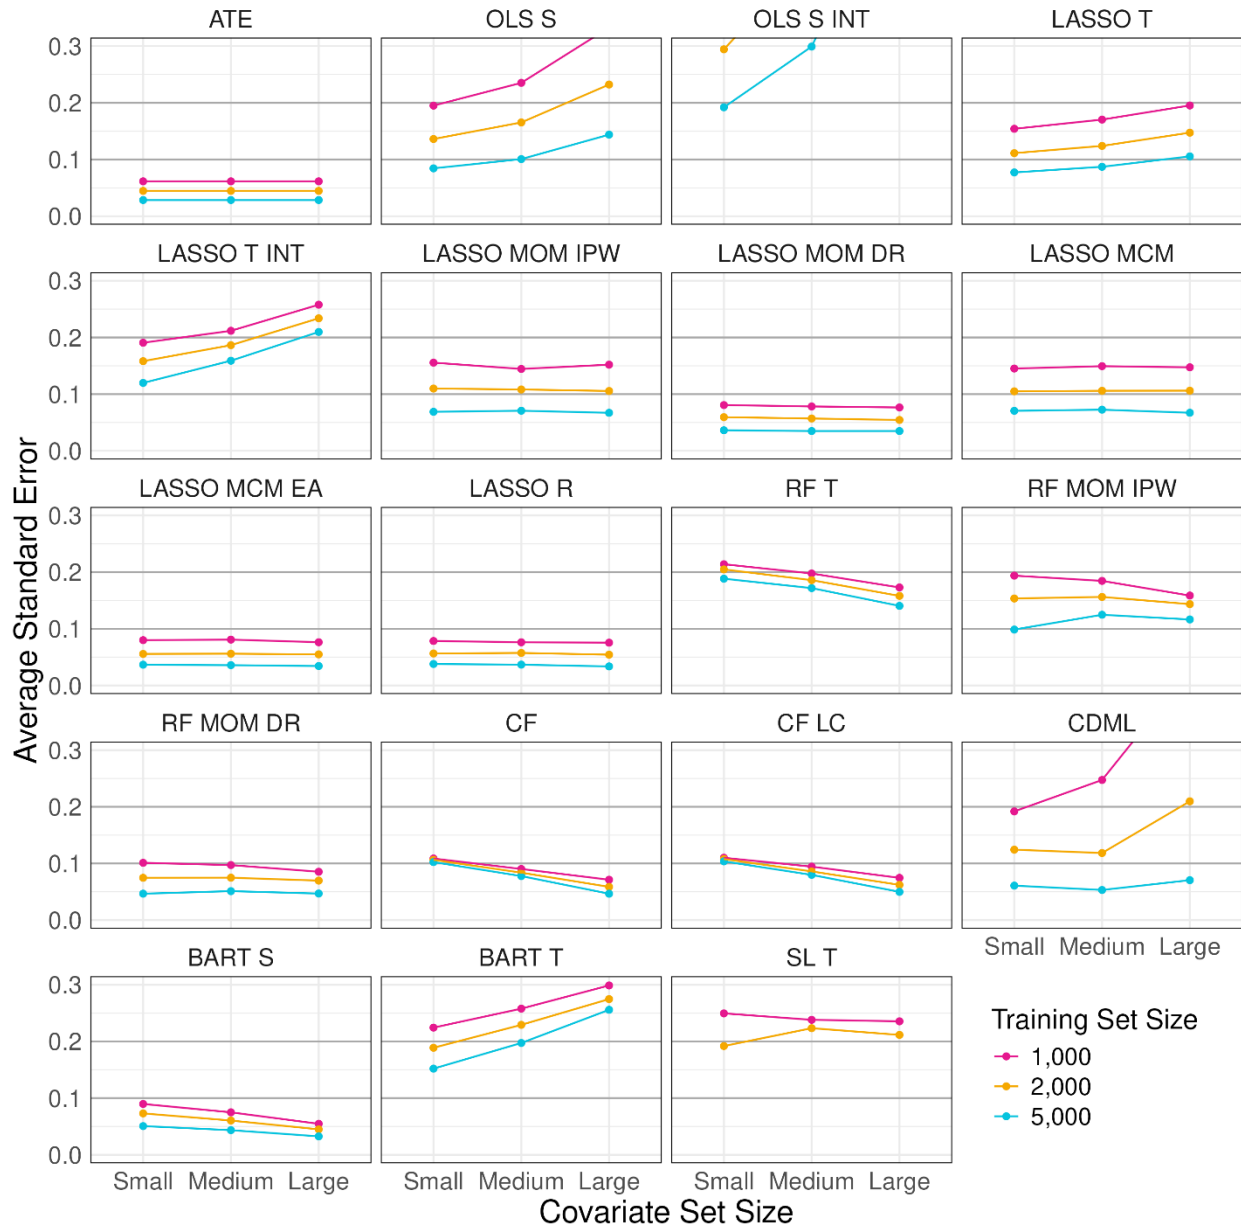 ATE OLS S OLS S INT LASSO T
0.3
0.2
0.1
0.0
LASSO T INT LASSO MOM IPW LASSO MOM DR LASSO MCM
0.3
0.2
0.1
0.0
LASSO MCM EA LASSO R RF T RF MOM IPW
0.3
0.2
0.1
0.0
Average Standard Error
RF MOM DR CF CF LC CDML
0.3
0.2
0.1
0.0
Small Medium Large
BART S BART T SL T
0.3
0.2
0.1
0.0
Small Medium Large Small Medium Large Small Medium Large
Covariate Set Size
Training Set Size
1,000
2,000
5,000